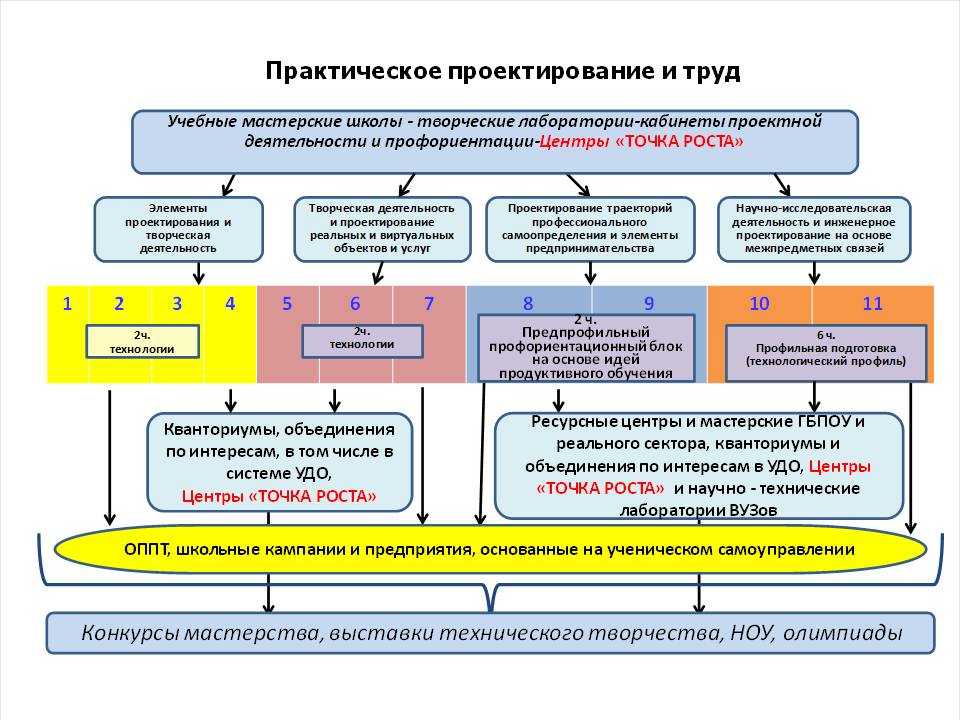 Практическое проектирование и труд
Учебные мастерские школы - творческие лаборатории-кабинеты проектной
деятельности и профориентации-Центры «ТОЧКА РОСТА»
Элементы
проектирования и
творческая
деятельность
Творческая деятельность
и проектирование
реальных и виртуальных
объектов и услуг
Проектирование траекторий
профессионального
самоопределения и элементы
предпринимательства
Научно-исследовательская
деятельность и инженерное
проектирование на основе
межпредметных связей
1 2 3 4 5 6 7 8 9 10 11
2ч.
технологии
2ч.
технологии
2 ч.
Предпрофильный
профориентационный блок
на основе идей
продуктивного обучения
6 ч.
Профильная подготовка
(технологический профиль)
Кванториумы, объединения
по интересам, в том числе в
системе УДО,
Центры «ТОЧКА РОСТА»
Ресурсные центры и мастерские ГБПОУ и
реального сектора, кванториумы и
объединения по интересам в УДО, Центры
«ТОЧКА РОСТА» и научно - технические
лаборатории ВУЗов
ОППТ, школьные кампании и предприятия, основанные на ученическом самоуправлении
Конкурсы мастерства, выставки технического творчества, НОУ, олимпиады